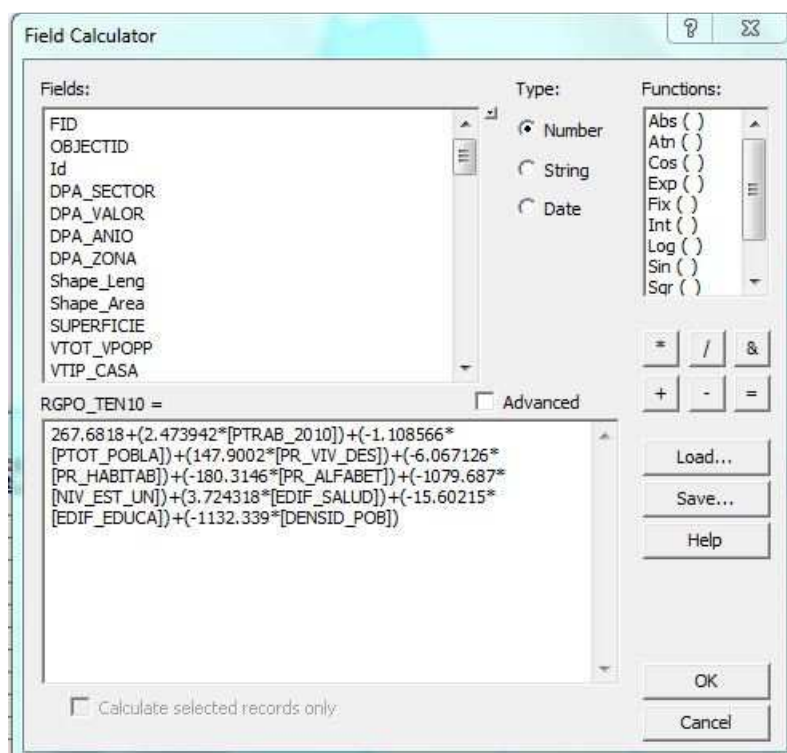 Field Calculator
Fields:
FID
OBJECTID
Id
DPA_SECTOR
DPA_VALOR
DPA_ANIO
DPA_ZONA
Shape_Leng
Shape_Area
SUPERFICIE
VTOT_VPOPP
VTIP_CASA
Type:
Number
String
Date
Functions:
Abs ( )
Atn ( )
Cos ( )
Exp ( )
Fix ( )
Int ( )
Log ( )
Sin ( )
Sqr ( )
* / &
+ - =
RGPO_TEN10 =
Advanced
267.6818+(2.473942*[PTRAB_2010])+(-1.108566*
[PTOT_POBLA])+(147.9002*[PR_VIV_DES])+(-6.067126*
[PR_HABITAB])+(-180.3146*[PR_ALFABET])+(-1079.687*
[NIV_EST_UN])+(3.724318*[EDIF_SALUD])+(-15.60215*
[EDIF_EDUCA])+(-1132.339*[DENSID_POB])
Load...
Save...
Help
Calculate selected records only
OK
Cancel